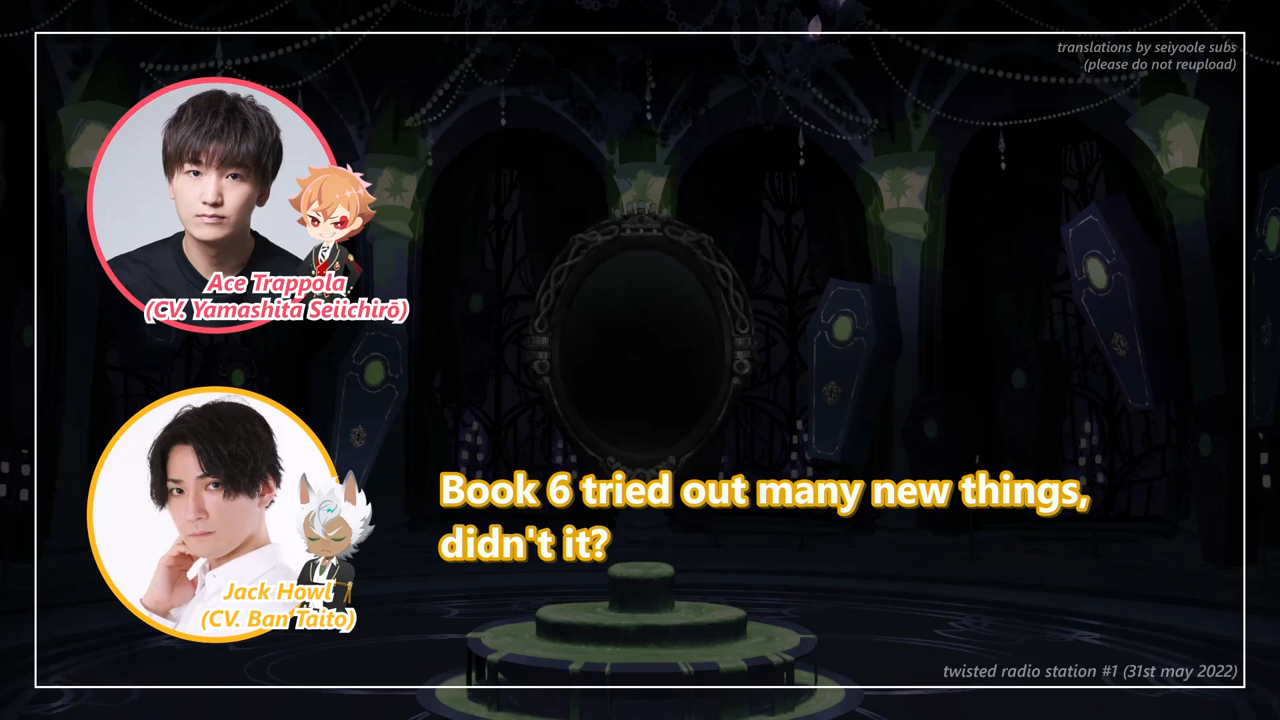 translations by seiyoole subs
(please do not reupload)
Ace Trappola
(CV. Yamashita Seiichirō)
Book 6 tried out many new things,
didn't it?
Jack Howl
(CV. Ban Taito)
twisted radio station #1 (31st may 2022)